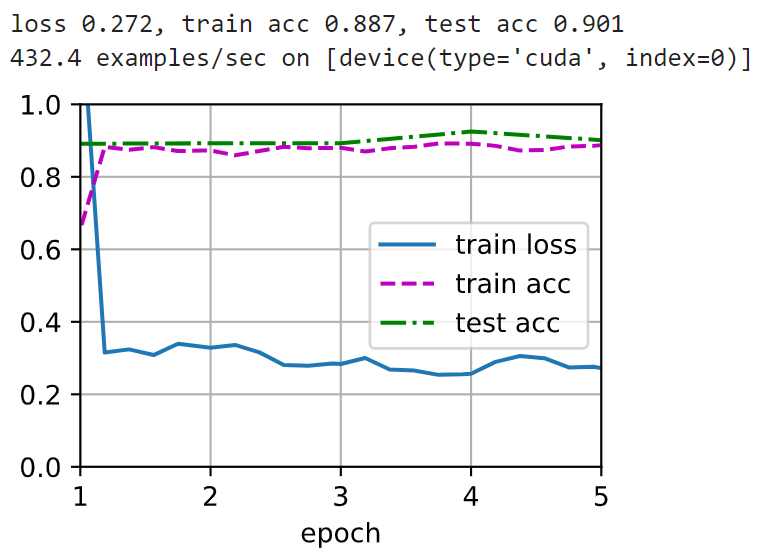 loss 0.272, train acc 0.887, test acc 0.901
432.4 examples/sec on [device(type='cuda', index=0)]
1.0
0.8
0.6
0.4
0.2
0.0
train loss
train acc
test acc
1 2 3 4 5
epoch